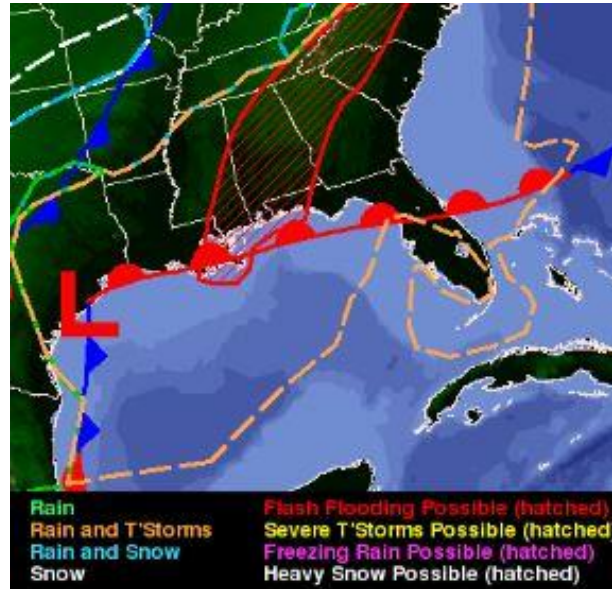 L
Rain
Rain and T'Storms
Rain and Snow
Snow
Flash Flooding Possible (hatched)
Severe T'Storms Possible (hatched
Freezing Rain Possible (hatched)
Heavy Snow Possible (hatched)